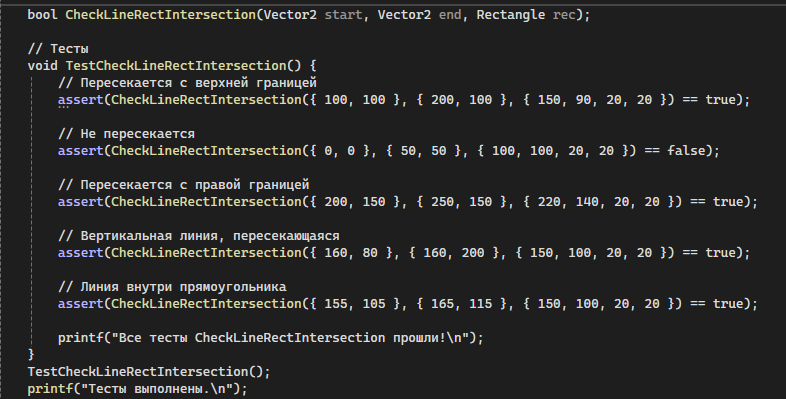 bool CheckLineRectIntersection(Vector2 start, Vector2 end, Rectangle rec);
// Тесты
void TestCheckLineRectIntersection() {
// Пересекается с верхней границей
assert(CheckLineRectIntersection({ 100, 100 }, { 200, 100 }, { 150, 90, 20, 20 }) == true);
// Не пересекается
assert(CheckLineRectIntersection({ 0, 0 }, { 50, 50 }, { 100, 100, 20, 20 }) == false);
// Пересекается с правой границей
assert(CheckLineRectIntersection({ 200, 150 }, { 250, 150 }, { 220, 140, 20, 20 }) == true);
// Вертикальная линия, пересекающаяся
assert(CheckLineRectIntersection({ 160, 80 }, { 160, 200 }, { 150, 100, 20, 20 }) == true);
// Линия внутри прямоугольника
assert(CheckLineRectIntersection({ 155, 105 }, { 165, 115 }, { 150, 100, 20, 20 }) == true);
printf("Все тесты CheckLineRectIntersection прошли!\n");
}
TestCheckLineRectIntersection();
printf("Тесты выполнены.\n");